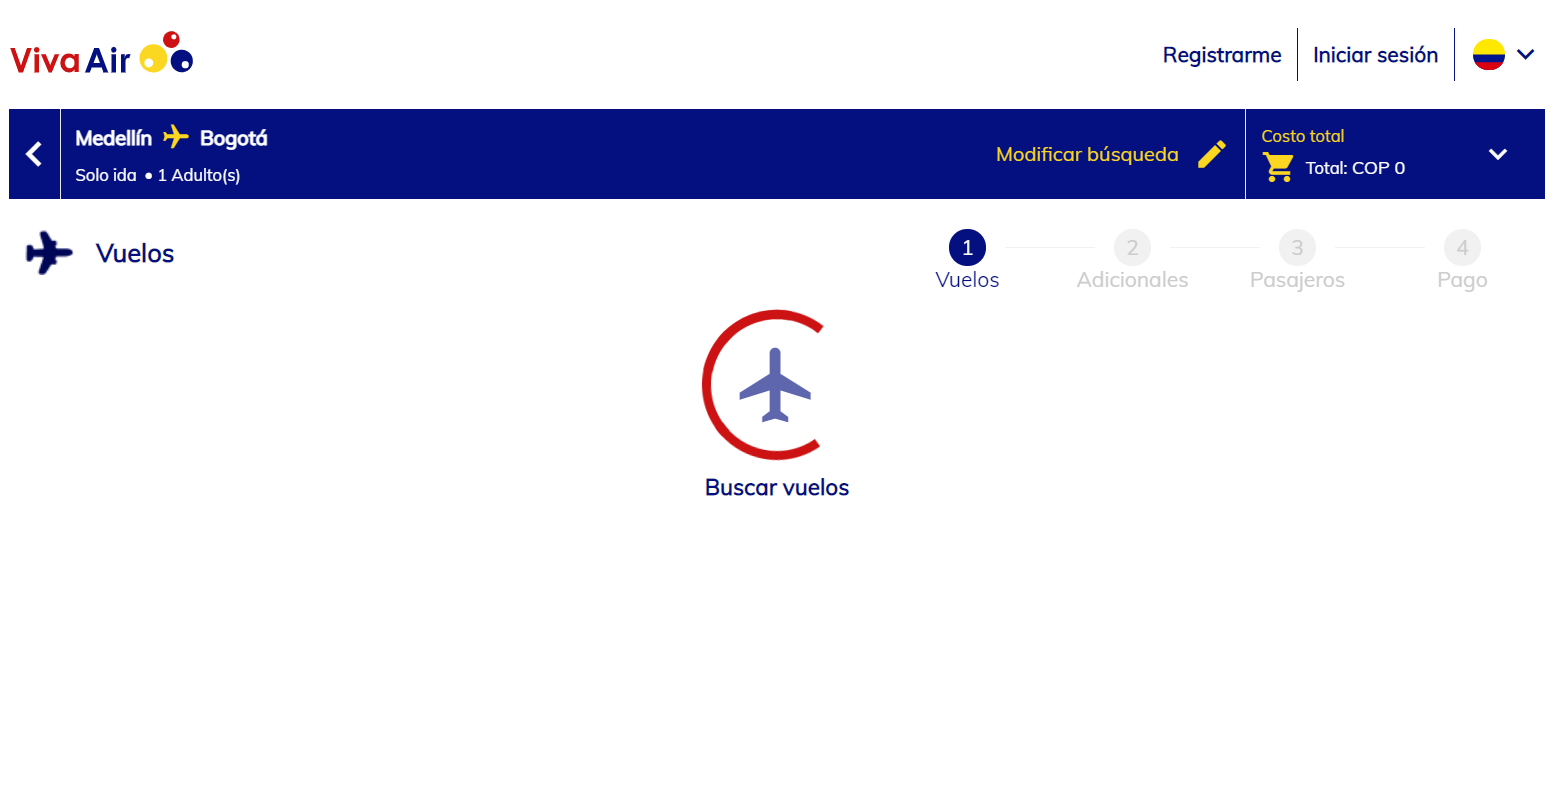 Viva Air
Registrarme
Iniciar sesión
Medellín Bogotá
Solo ida • 1 Adulto(s)
Modificar búsqueda
Costo total
Total: COP 0
Vuelos
1
2
3
4
Vuelos
Adicionales
Pasajeros
Pago
Buscar vuelos